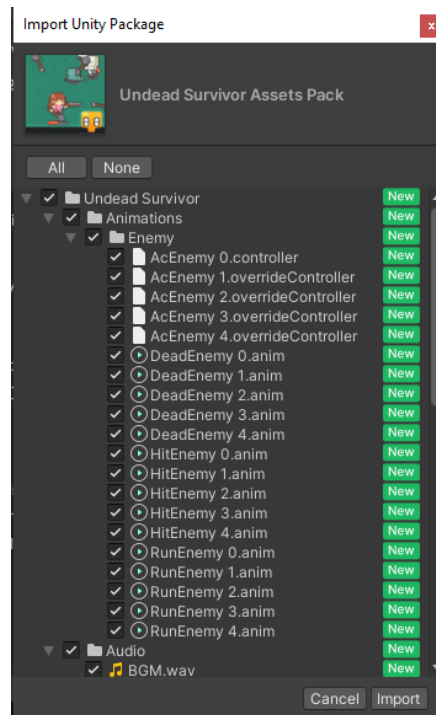 Import Unity Package
x
Undead Survivor Assets Pack
All None
Undead Survivor New
Animations New
Enemy New
AcEnemy 0.controller New
AcEnemy 1.overrideController New
AcEnemy 2.overrideController New
AcEnemy 3.overrideController New
AcEnemy 4.overrideController New
DeadEnemy 0.anim New
DeadEnemy 1.anim New
DeadEnemy 2.anim New
DeadEnemy 3.anim New
DeadEnemy 4.anim New
HitEnemy 0.anim New
HitEnemy 1.anim New
HitEnemy 2.anim New
HitEnemy 3.anim New
HitEnemy 4.anim New
RunEnemy 0.anim New
RunEnemy 1.anim New
RunEnemy 2.anim New
RunEnemy 3.anim New
RunEnemy 4.anim New
Audio New
BGM.wav New
Cancel Import